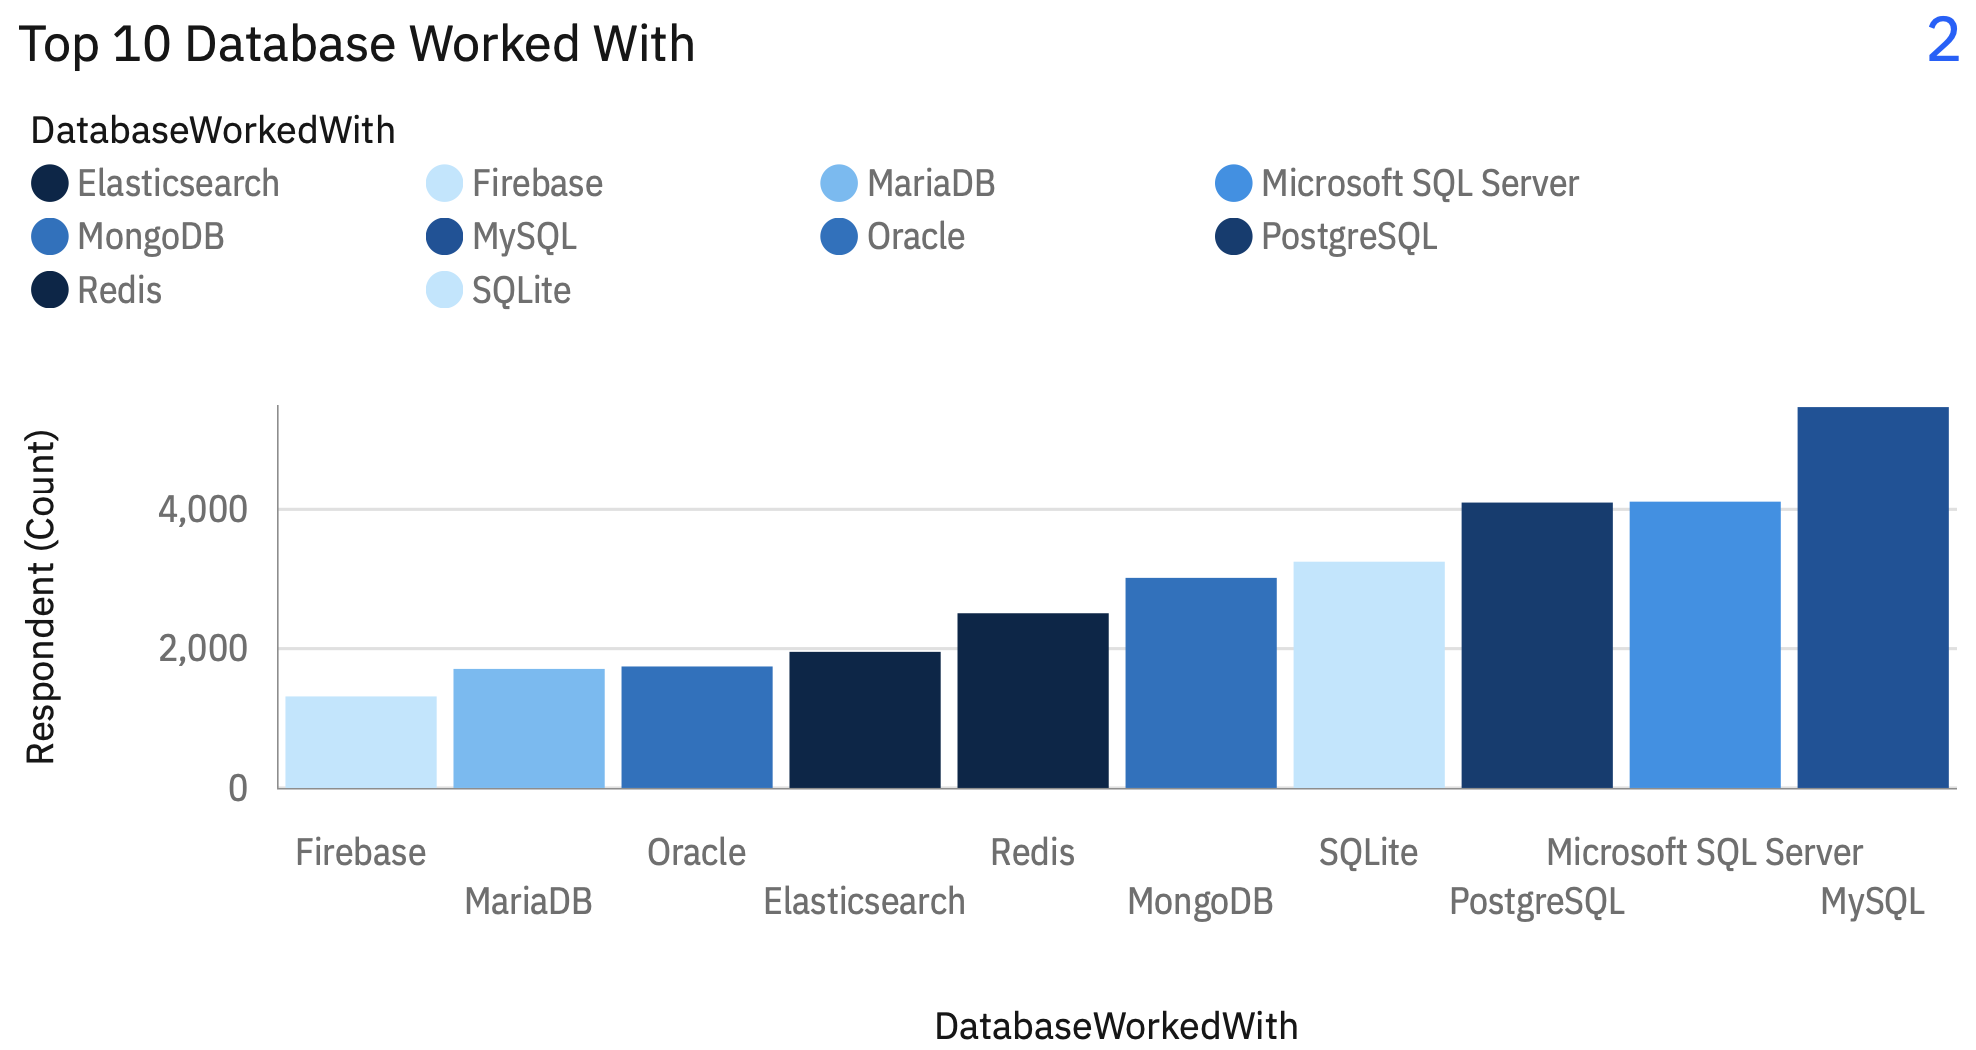 Top 10 Database Worked With
2
DatabaseWorkedWith
Elasticsearch Firebase MariaDB Microsoft SQL Server
MongoDB MySQL Oracle PostgreSQL
Redis SQLite
Respondent (Count)
4,000
2,000
0
Firebase Oracle Redis SQLite Microsoft SQL Server
MariaDB Elasticsearch MongoDB PostgreSQL MySQL
DatabaseWorkedWith